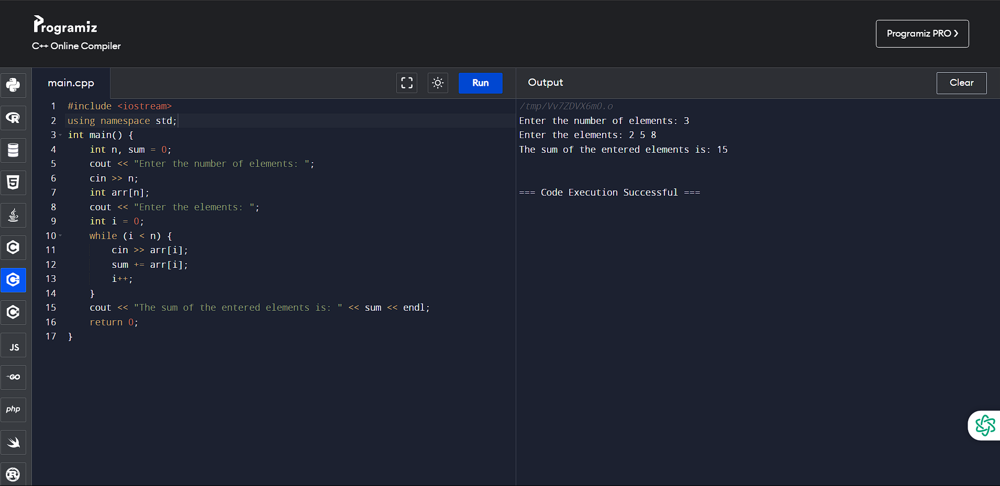 Programiz
C++ Online Compiler
Programiz PRO ❯
main.cpp
Run
Output
Clear
1 #include <iostream>
2 using namespace std;
3 int main() {
4     int n, sum = 0;
5     cout << "Enter the number of elements: ";
6     cin >> n;
7     int arr[n];
8     cout << "Enter the elements: ";
9     int i = 0;
10     while (i < n) {
11         cin >> arr[i];
12         sum += arr[i];
13         i++;
14     }
15     cout << "The sum of the entered elements is: " << sum << endl;
16     return 0;
17 }
/tmp/Vv7ZDVX6mO.o
Enter the number of elements: 3
Enter the elements: 2 5 8
The sum of the entered elements is: 15
=== Code Execution Successful ===
R
5
C
C++
C#
JS
GO
php
R